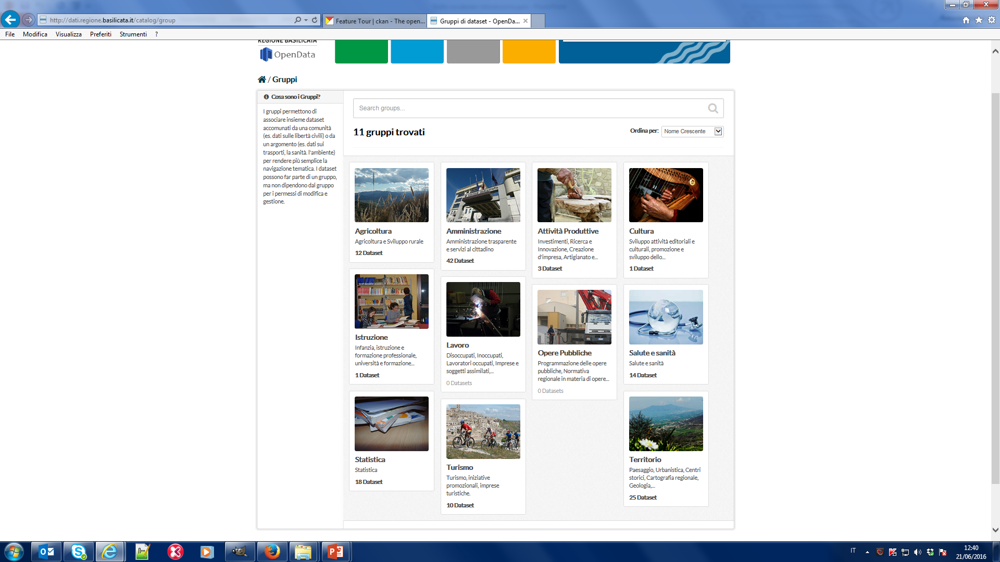 http://dati.regione.basilicata.it/catalog/group
Feature Tour | ckan - The open...
Gruppi di dataset - OpenDa...
File Modifica Visualizza Preferiti Strumenti ?
REGIONE BASILICATA
OpenData
/ Gruppi
Cosa sono i Gruppi?
I gruppi permettono di
associare insieme dataset
accomunati da una comunità
(es. dati sulle libertà civili) o da
un argomento (es. dati sui
trasporti, la sanità. l'ambiente)
per rendere più semplice la
navigazione tematica. I dataset
possono far parte di un gruppo,
ma non dipendono dal gruppo
per i permessi di modifica e
gestione.
Search groups...
11 gruppi trovati
Ordina per: Nome Crescente
Agricoltura
Agricoltura e Sviluppo rurale
12 Dataset
REGIONE BASILICATA
Amministrazione
Amministrazione trasparente
e servizi al cittadino
42 Dataset
Attività Produttive
Investimenti, Ricerca e
Innovazione, Creazione
d'impresa, Artigianato e...
3 Dataset
Cultura
Sviluppo attività editoriali e
culturali, promozione e
sviluppo dello...
1 Dataset
Istruzione
Infanzia, istruzione e
formazione professionale,
università e formazione...
1 Dataset
Lavoro
Disoccupati, Inoccupati,
Lavoratori occupati, Imprese e
soggetti assimilati,...
0 Datasets
Opere Pubbliche
Programmazione delle opere
pubbliche, Normativa
regionale in materia di opere...
0 Datasets
Salute e sanità
Salute e sanità
14 Dataset
Statistica
Statistica
18 Dataset
Turismo
Turismo, iniziative
promozionali, imprese
turistiche.
10 Dataset
Territorio
Paesaggio, Urbanistica, Centri
storici, Cartografia regionale,
Geologia,...
25 Dataset
IT
12:40
21/06/2016